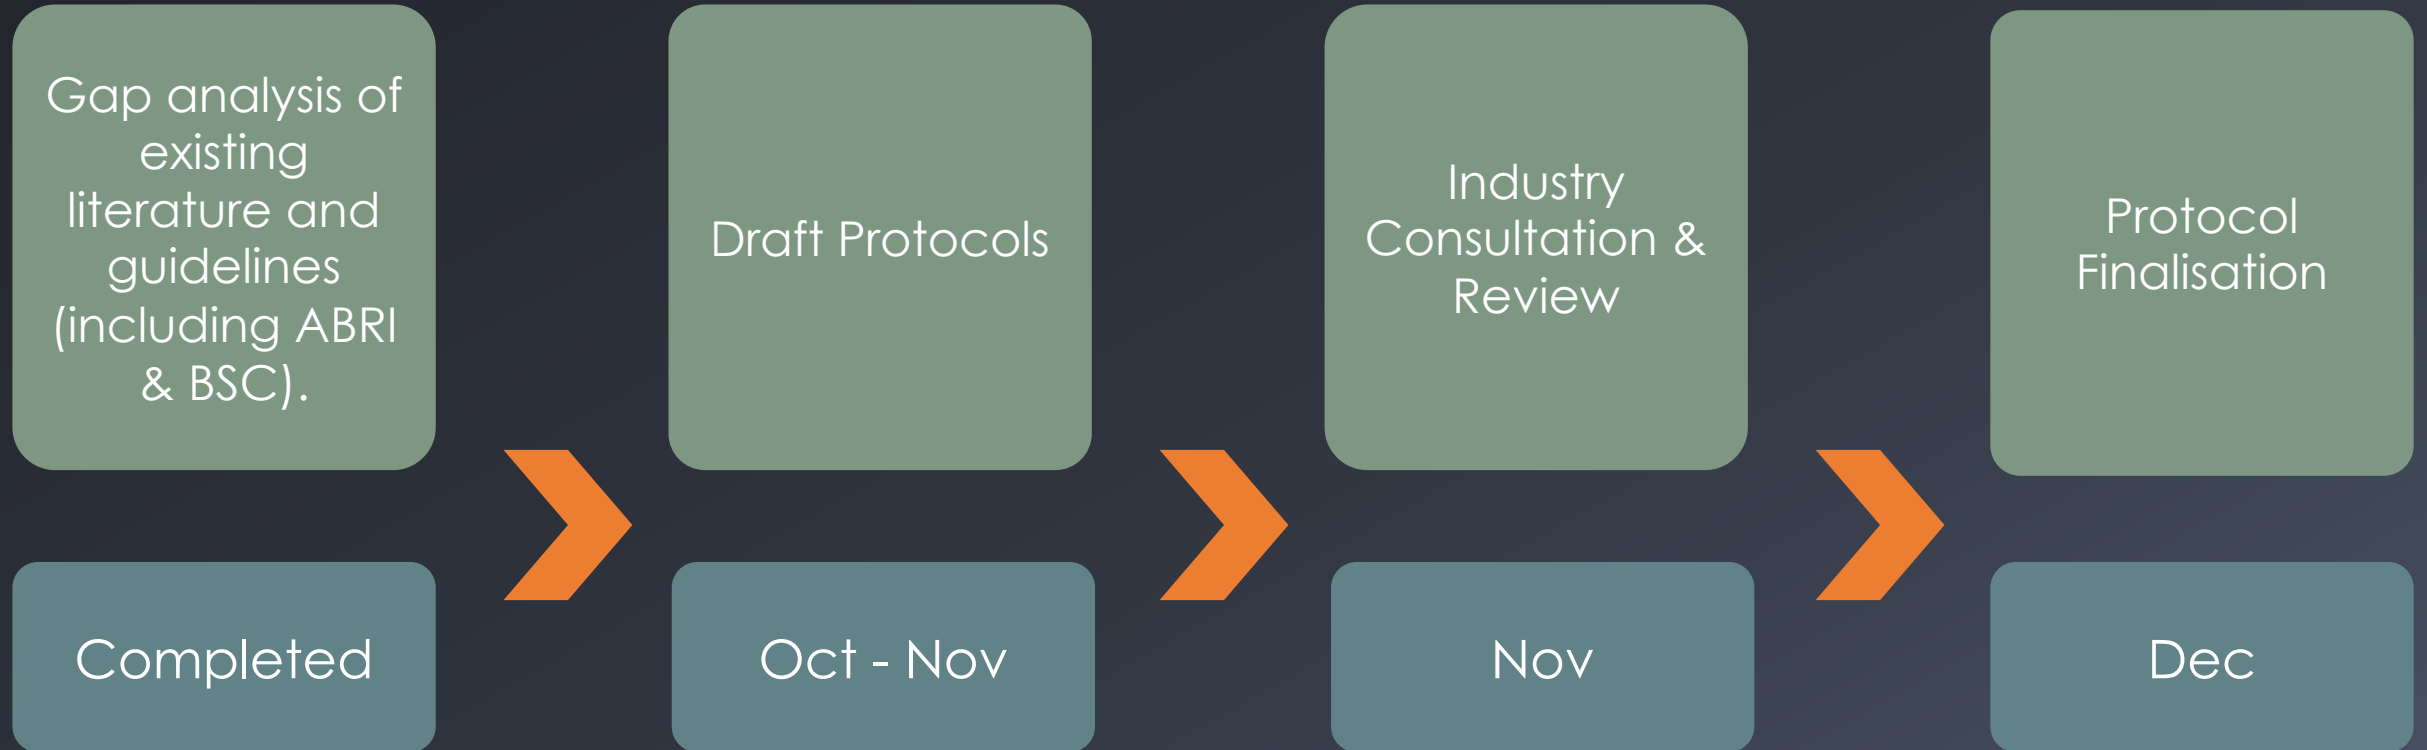 Gap analysis of
existing
literature and
guidelines
(including ABRI
& BSC).
Draft Protocols
Industry
Consultation &
Review
Protocol
Finalisation
Completed
Oct - Nov
Nov
Dec